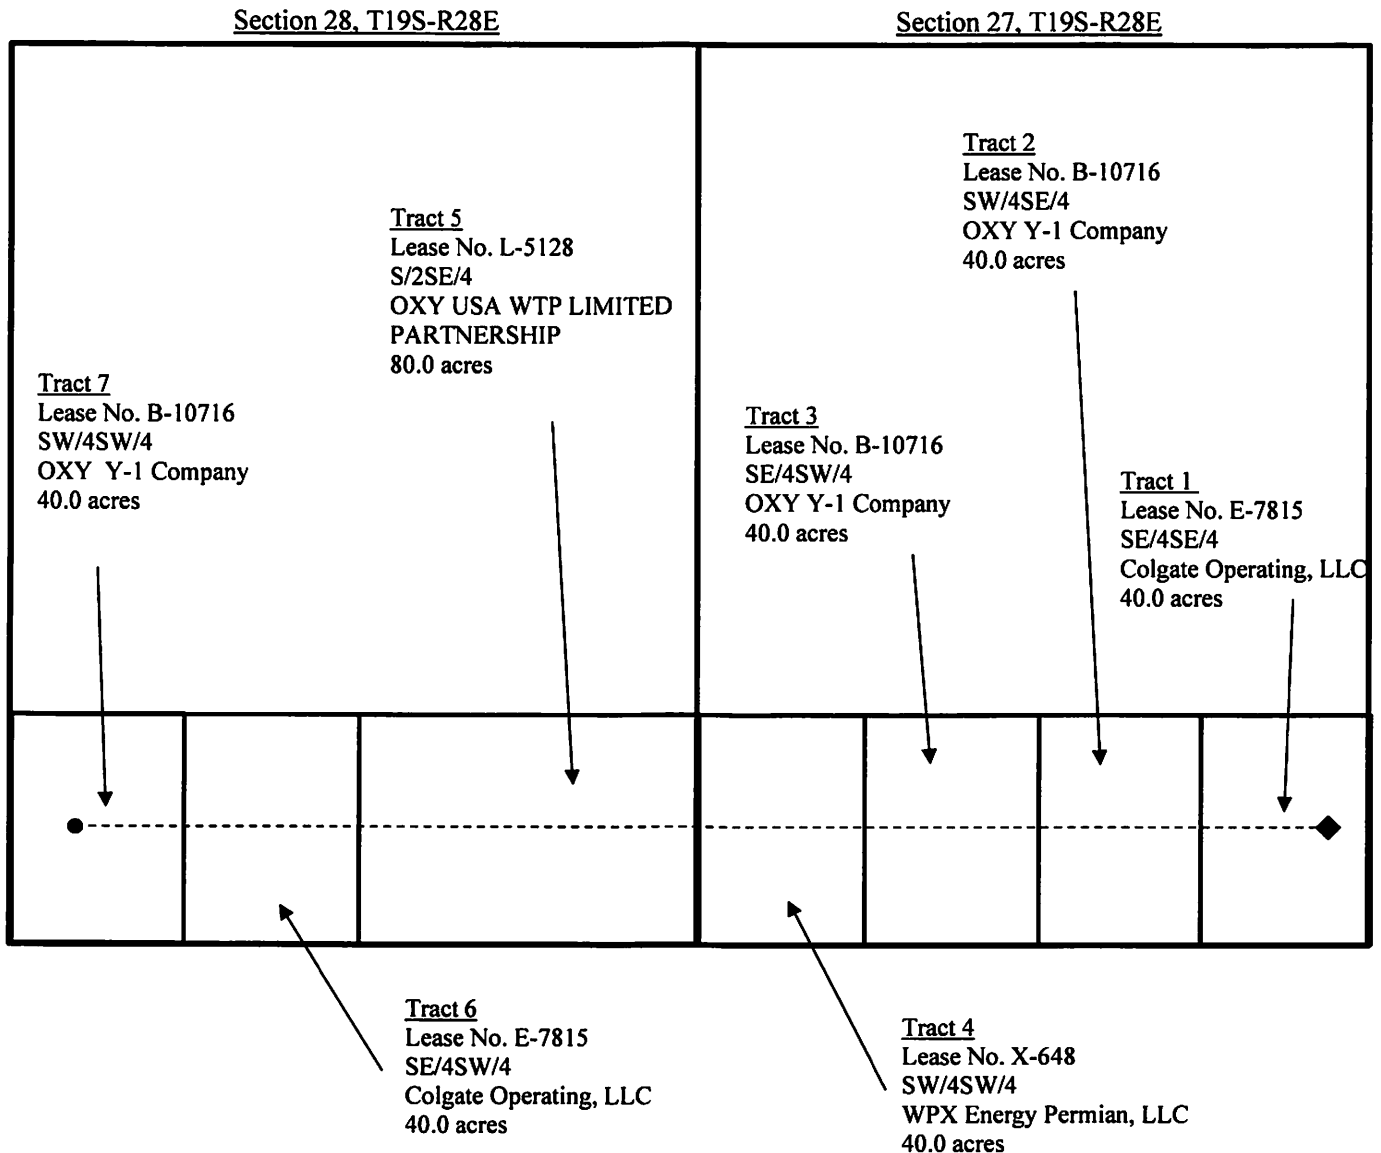 Section 28, T19S-R28E
Section 27, T19S-R28E
Tract 2
Lease No. B-10716
SW/4SE/4
OXY Y-1 Company
40.0 acres
Tract 5
Lease No. L-5128
S/2SE/4
OXY USA WTP LIMITED
PARTNERSHIP
80.0 acres
Tract 7
Lease No. B-10716
SW/4SW/4
OXY Y-1 Company
40.0 acres
Tract 3
Lease No. B-10716
SE/4SW/4
OXY Y-1 Company
40.0 acres
Tract 1
Lease No. E-7815
SE/4SE/4
Colgate Operating, LLC
40.0 acres
Tract 6
Lease No. E-7815
SE/4SW/4
Colgate Operating, LLC
40.0 acres
Tract 4
Lease No. X-648
SW/4SW/4
WPX Energy Permian, LLC
40.0 acres